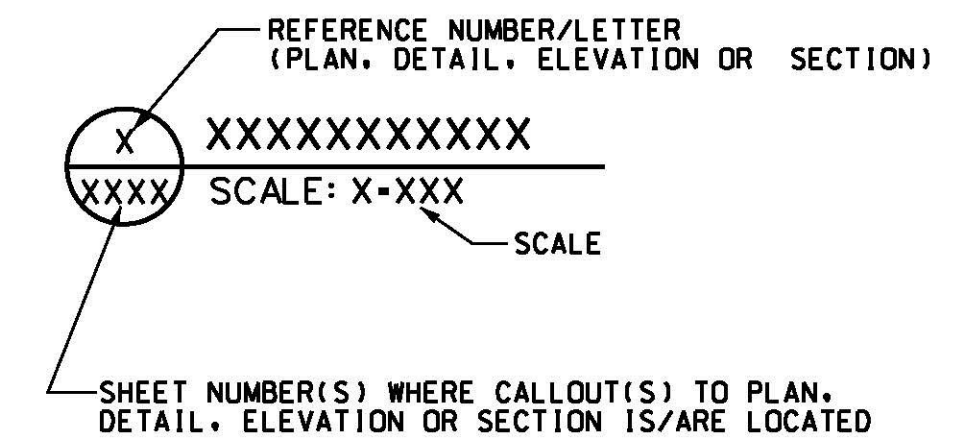 REFERENCE NUMBER/LETTER
(PLAN, DETAIL, ELEVATION OR SECTION)
X XXXXXXXXXXX
XXXX SCALE: X=XXX
SCALE
SHEET NUMBER(S) WHERE CALLOUT(S) TO PLAN,
DETAIL, ELEVATION OR SECTION IS/ARE LOCATED